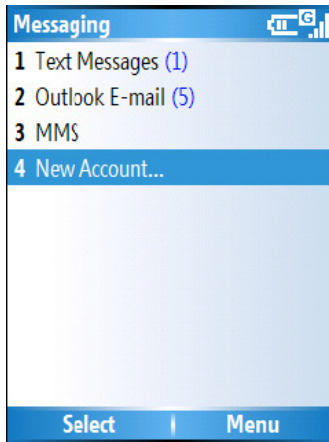 Messaging G
1 Text Messages (1)
2 Outlook E-mail (5)
3 MMS
4 New Account...
Select Menu